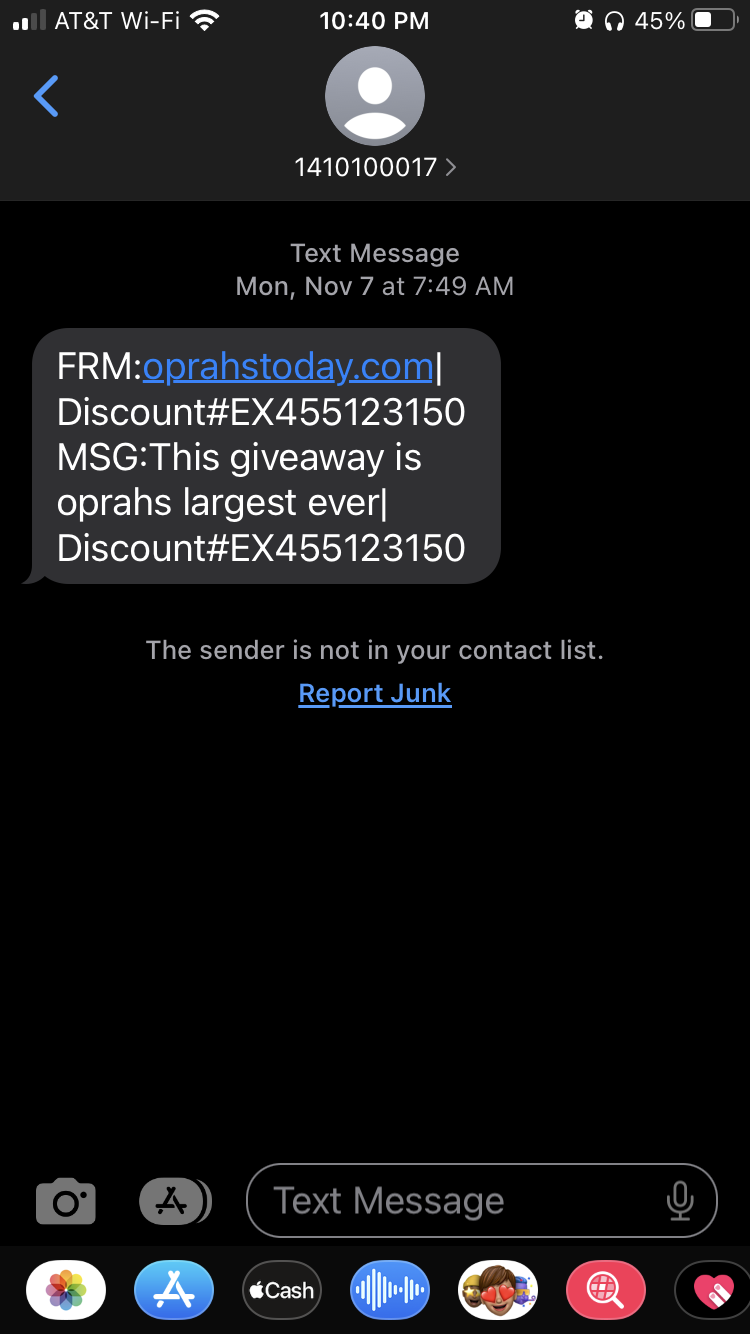 AT&T Wi-Fi 10:40 PM 45%
1410100017
Text Message
Mon, Nov 7 at 7:49 AM
FRM:oprahstoday.com|
Discount#EX455123150
MSG:This giveaway is
oprahs largest ever|
Discount#EX455123150
The sender is not in your contact list.
Report Junk
Text Message
Cash